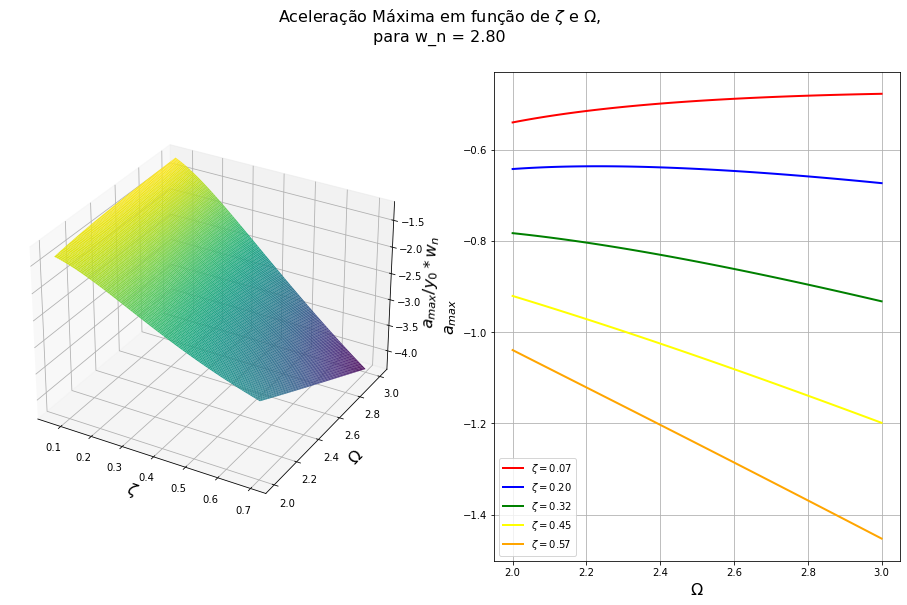 Aceleração Máxima em função de ζ e Ω,
para w_n = 2.80
−1.5
−2.0
−2.5
−3.0
−3.5
−4.0
a_{max}/y_0 * w_n
0.1
0.2
0.3
0.4
0.5
0.6
0.7
ζ
2.0
2.2
2.4
2.6
2.8
3.0
Ω
−0.6
−0.8
−1.0
−1.2
−1.4
a_{max}
ζ = 0.07
ζ = 0.20
ζ = 0.32
ζ = 0.45
ζ = 0.57
2.0
2.2
2.4
2.6
2.8
3.0
Ω